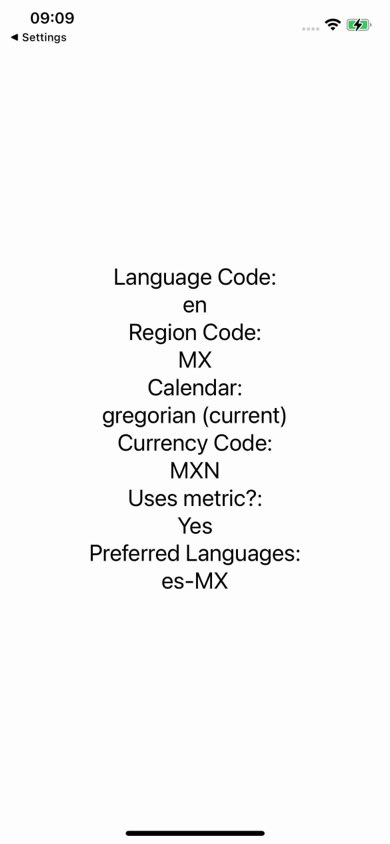 09:09
◀ Settings
Language Code:
en
Region Code:
MX
Calendar:
gregorian (current)
Currency Code:
MXN
Uses metric?:
Yes
Preferred Languages:
es-MX